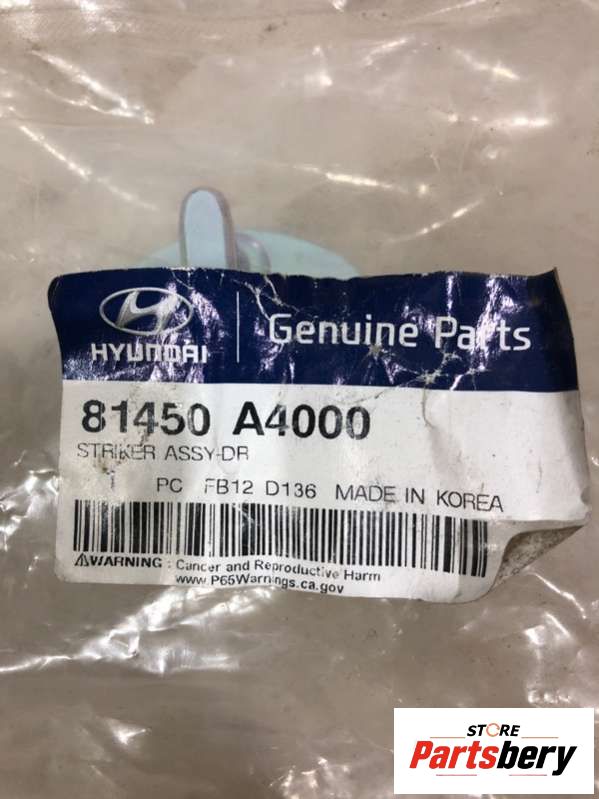 HYUNDAI
Genuine Parts
81450 A4000
STRIKER ASSY-DR
1 PC FB12 D136 MADE IN KOREA
WARNING : Cancer and Reproductive Harm
www.P65Warnings.ca.gov
STORE
Partsbery